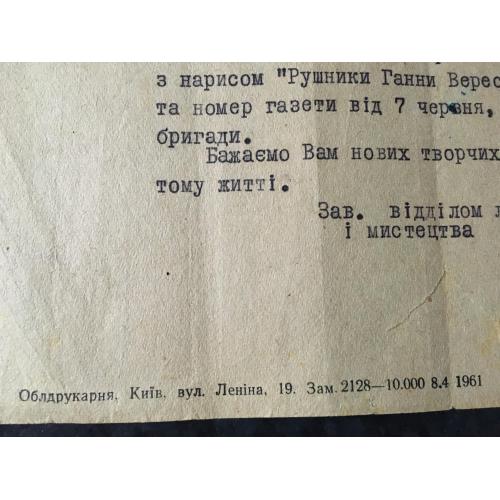 з нарисом "Рушники Ганни Верес
та номер газети від 7 червня,
бригади.
Бажаємо Вам нових творчих
тому житті.
Зав. відділом л
і мистецтва
Облдрукарня, Київ, вул. Леніна, 19. Зам. 2128—10.000 8.4 1961